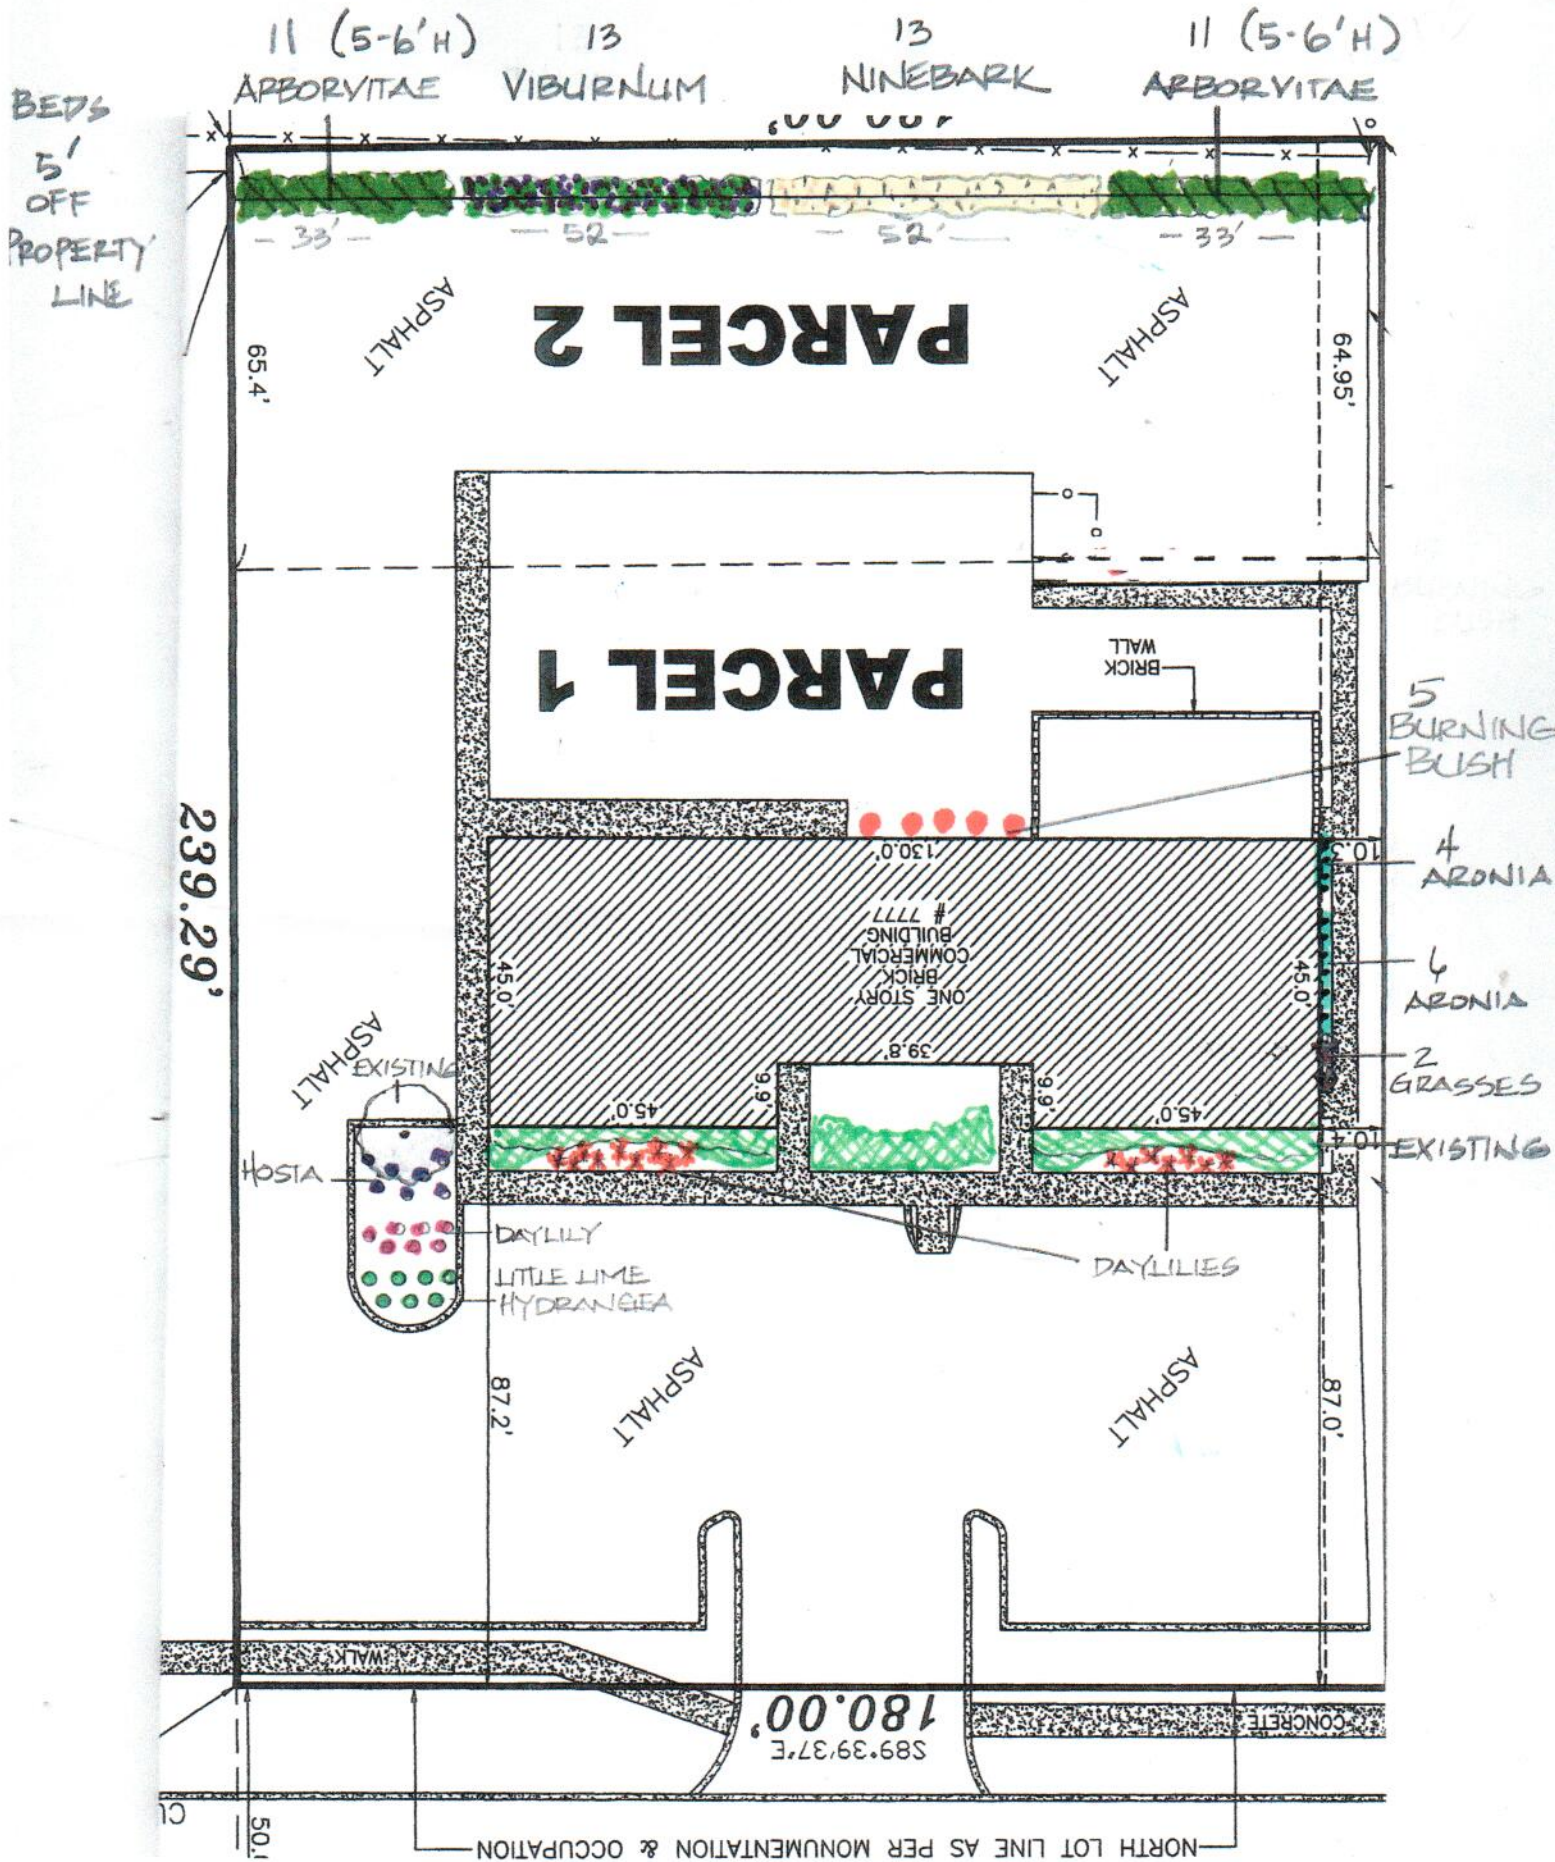 11 (5-6'H)
ARBORVITAE
13
VIBURNUM
13
NINEBARK
11 (5-6'H)
ARBORVITAE
BEDS
5'
OFF
PROPERTY
LINE
- 33' -
- 52 -
- 52' -
- 33' -
ASPHALT
PARCEL 2
ASPHALT
65.4'
64.95'
PARCEL 1
BRICK
WALL
5
BURNING
BUSH
239.29'
130.0'
10.3'
4
ARONIA
ONE STORY
BRICK
COMMERCIAL
BUILDING
# 7777
45.0'
45.0'
6
ARONIA
39.8'
2
GRASSES
ASPHALT
EXISTING
9.9'
9.9'
45.0'
45.0'
10.4'
EXISTING
HOSTA
DAYLILY
LITTLE LIME
HYDRANGEA
DAYLILIES
ASPHALT
ASPHALT
87.2'
87.0'
WALK
180.00'
S89°39'37"E
CONCRETE
NORTH LOT LINE AS PER MONUMENTATION & OCCUPATION